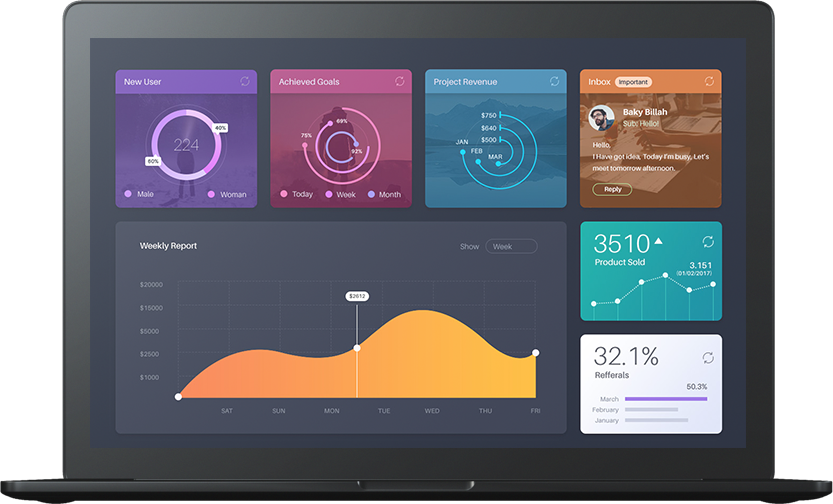 New User
40%
224
60%
Male
Woman
Achieved Goals
69%
75%
92%
Today
Week
Month
Project Revenue
$750
$640
$500
JAN
FEB
MAR
Inbox Important
Baky Billah
Sub: Hello!
Hello,
I Have got idea, Today I'm busy, Let's
meet tomorrow afternoon.
Reply
Weekly Report
Show Week
$20000
$15000
$5000
$2500
$1000
$2612
SAT SUN MON TUE WED THU FRI
3510
Product Sold
3.151
(01/02/2017)
32.1%
Refferals
50.3%
March
February
January